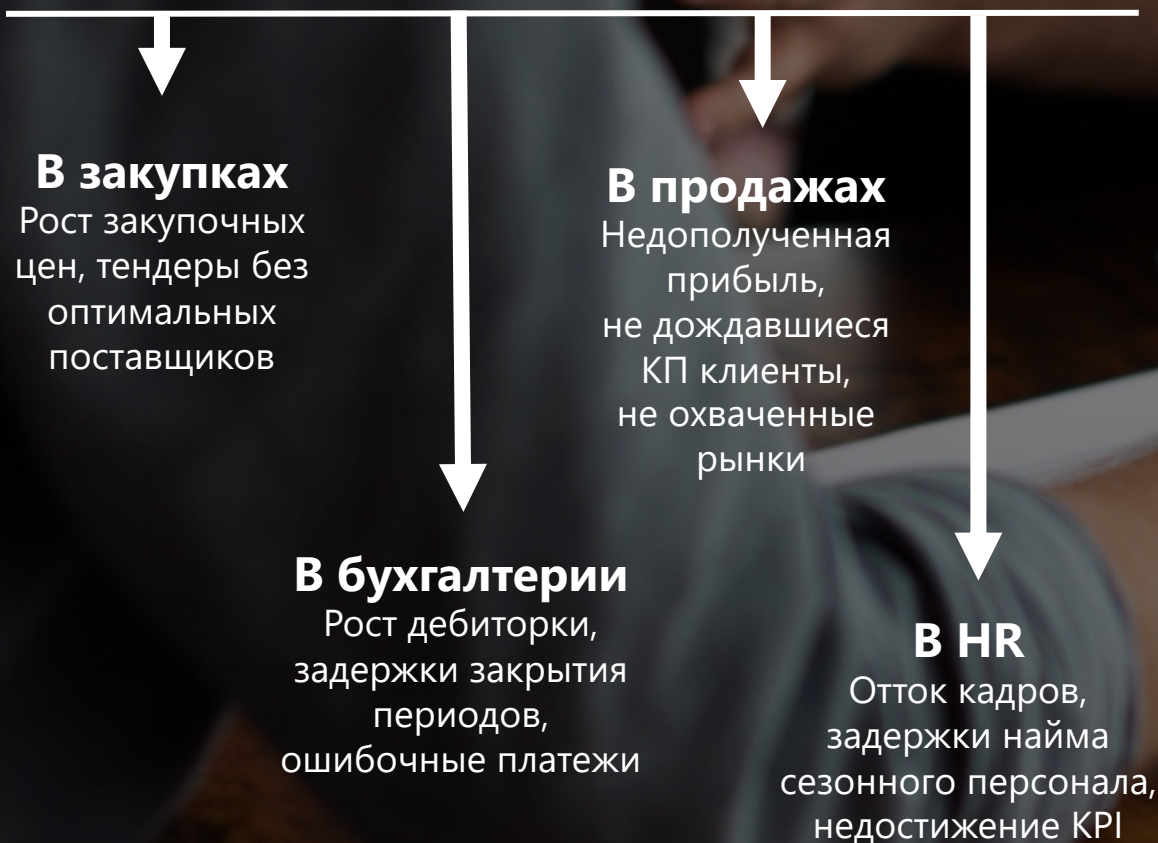 В закупках
Рост закупочных
цен, тендеры без
оптимальных
поставщиков
В продажах
Недополученная
прибыль,
не дождавшиеся
КП клиенты,
не охваченные
рынки
В бухгалтерии
Рост дебиторки,
задержки закрытия
периодов,
ошибочные платежи
В HR
Отток кадров,
задержки найма
сезонного персонала,
недостижение KPI